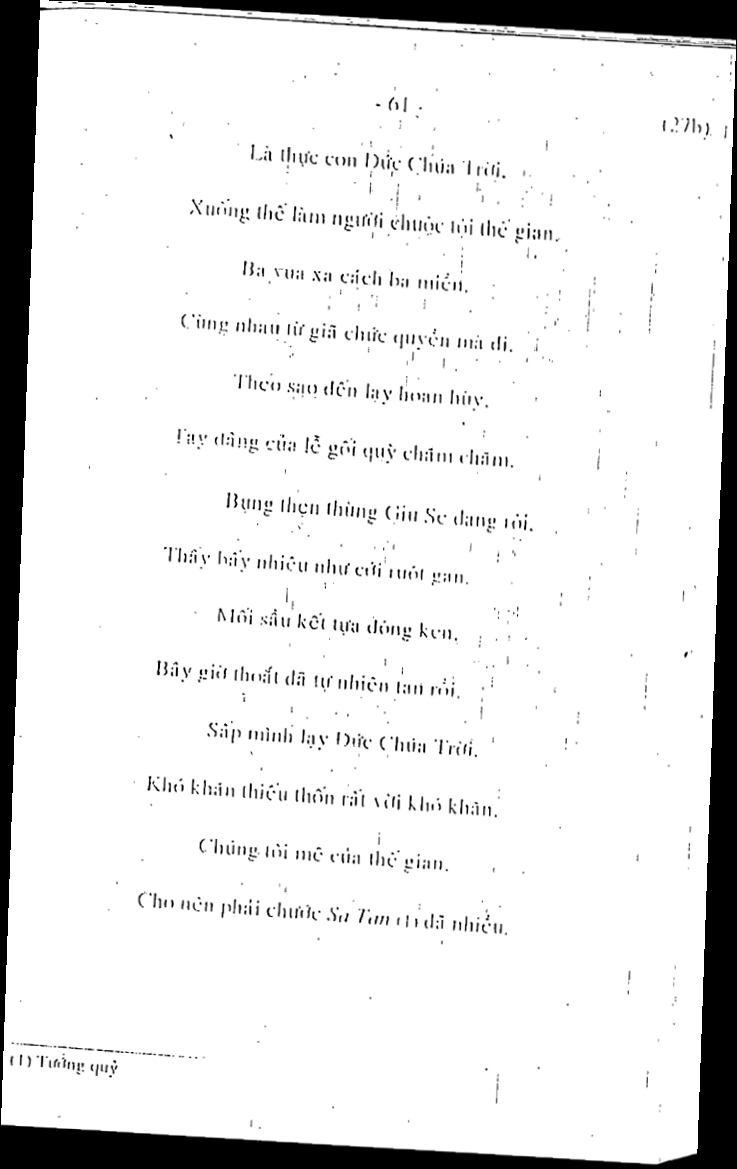 - 61 -
(27b)
Là thực con Đức Chúa Trời.
Xuống thế làm người chuộc tội thế gian.
Ba vua xa cách ba miền.
Cùng nhau từ giã chức quyền mà đi.
Theo sao đến lạy hoan hủy.
Tay dâng của lễ gối quỳ chăm chăm.
Bụng thẹn thùng Giu Se đang rối.
Thấy bấy nhiêu như cởi ruột gan.
Mối sầu kết tựa đóng ken.
Bây giờ thoắt đã tự nhiên tan rồi.
Sấp mình lạy Đức Chúa Trời.
Khó khăn thiếu thốn rất vời khó khăn.
Chúng tôi mê của thế gian.
Cho nên phải chước Sa Tan (1) đã nhiều.
(1) Tướng quỷ